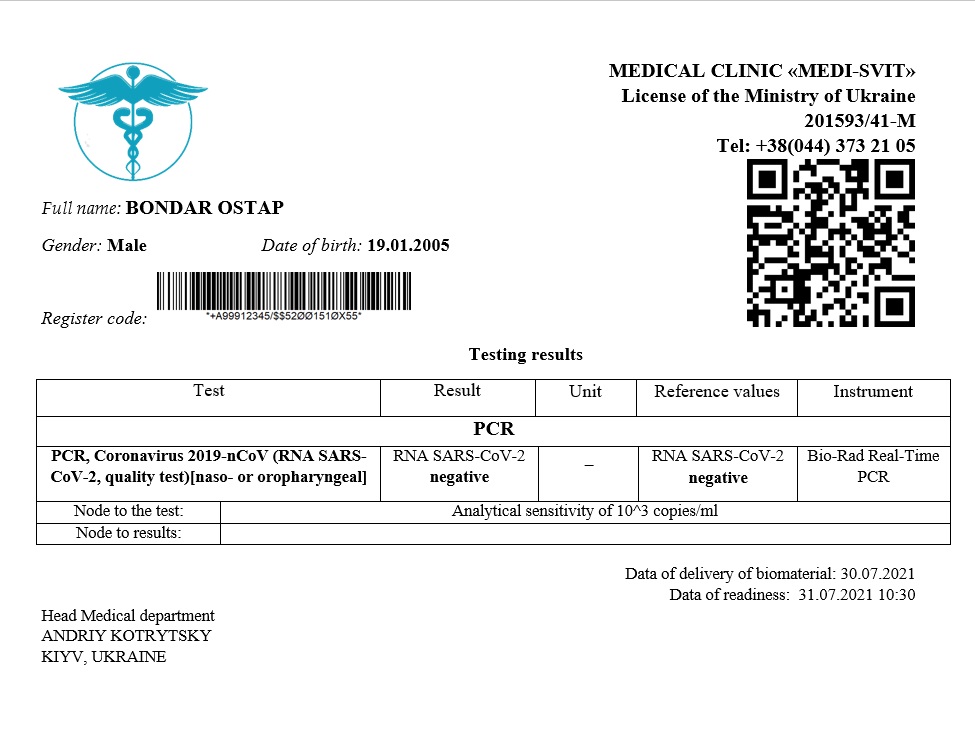 MEDICAL CLINIC «MEDI-SVIT»
License of the Ministry of Ukraine
201593/41-M
Tel: +38(044) 373 21 05
Full name: BONDAR OSTAP
Gender: Male Date of birth: 19.01.2005
*+A99912345/$$52ØØ151ØX55*
Register code:
Testing results
Test Result Unit Reference values Instrument
PCR
PCR, Coronavirus 2019-nCoV (RNA SARS- RNA SARS-CoV-2 – RNA SARS-CoV-2 Bio-Rad Real-Time
CoV-2, quality test)[naso- or oropharyngeal] negative negative PCR
Node to the test: Analytical sensitivity of 10^3 copies/ml
Node to results:
Data of delivery of biomaterial: 30.07.2021
Data of readiness: 31.07.2021 10:30
Head Medical department
ANDRIY KOTRYTSKY
KIYV, UKRAINE